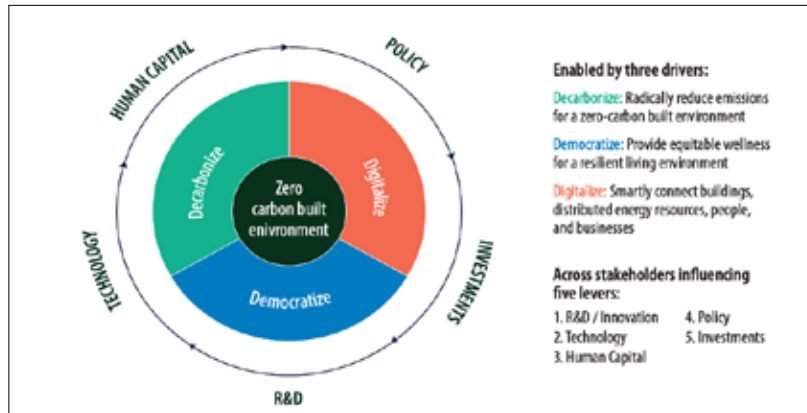 HUMAN CAPITAL
POLICY
Decarbonize
Digitalize
Zero
carbon built
enivronment
TECHNOLOGY
INVESTMENTS
Democratize
R&D
Enabled by three drivers:
Decarbonize: Radically reduce emissions
for a zero-carbon built environment
Democratize: Provide equitable wellness
for a resilient living environment
Digitalize: Smartly connect buildings,
distributed energy resources, people,
and businesses
Across stakeholders influencing
five levers:
1. R&D / Innovation
2. Technology
3. Human Capital
4. Policy
5. Investments